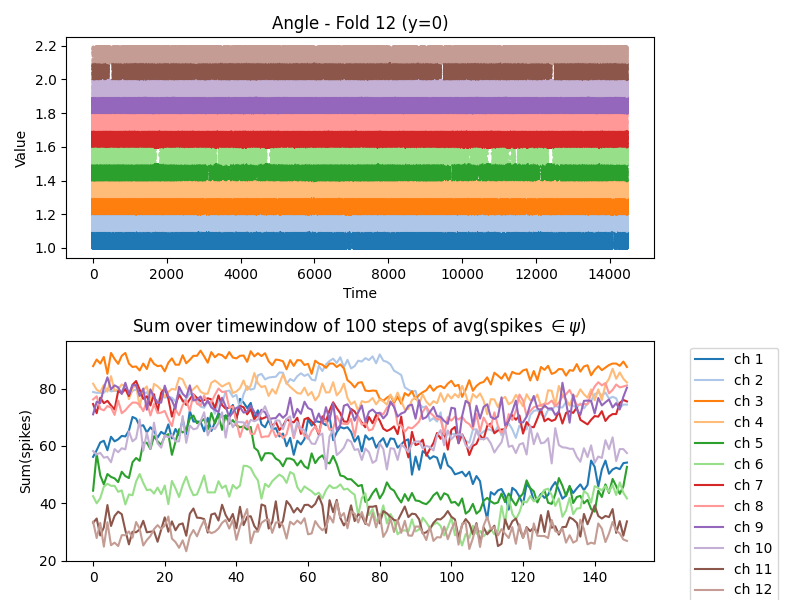 Angle - Fold 12 (y=0)
Value
2.2
2.0
1.8
1.6
1.4
1.2
1.0
0 2000 4000 6000 8000 10000 12000 14000
Time
Sum over timewindow of 100 steps of avg(spikes ∈ψ)
Sum(spikes)
80
60
40
20
0 20 40 60 80 100 120 140
ch 1
ch 2
ch 3
ch 4
ch 5
ch 6
ch 7
ch 8
ch 9
ch 10
ch 11
ch 12